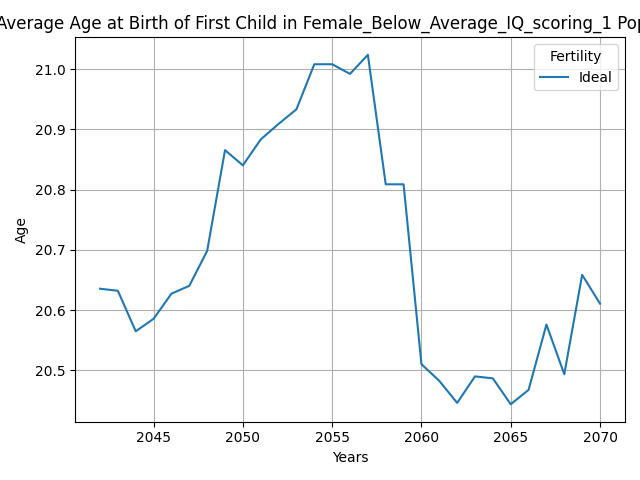 Average Age at Birth of First Child in Female_Below_Average_IQ_scoring_1 Pop
Fertility
Ideal
Age
21.0
20.9
20.8
20.7
20.6
20.5
2045 2050 2055 2060 2065 2070
Years